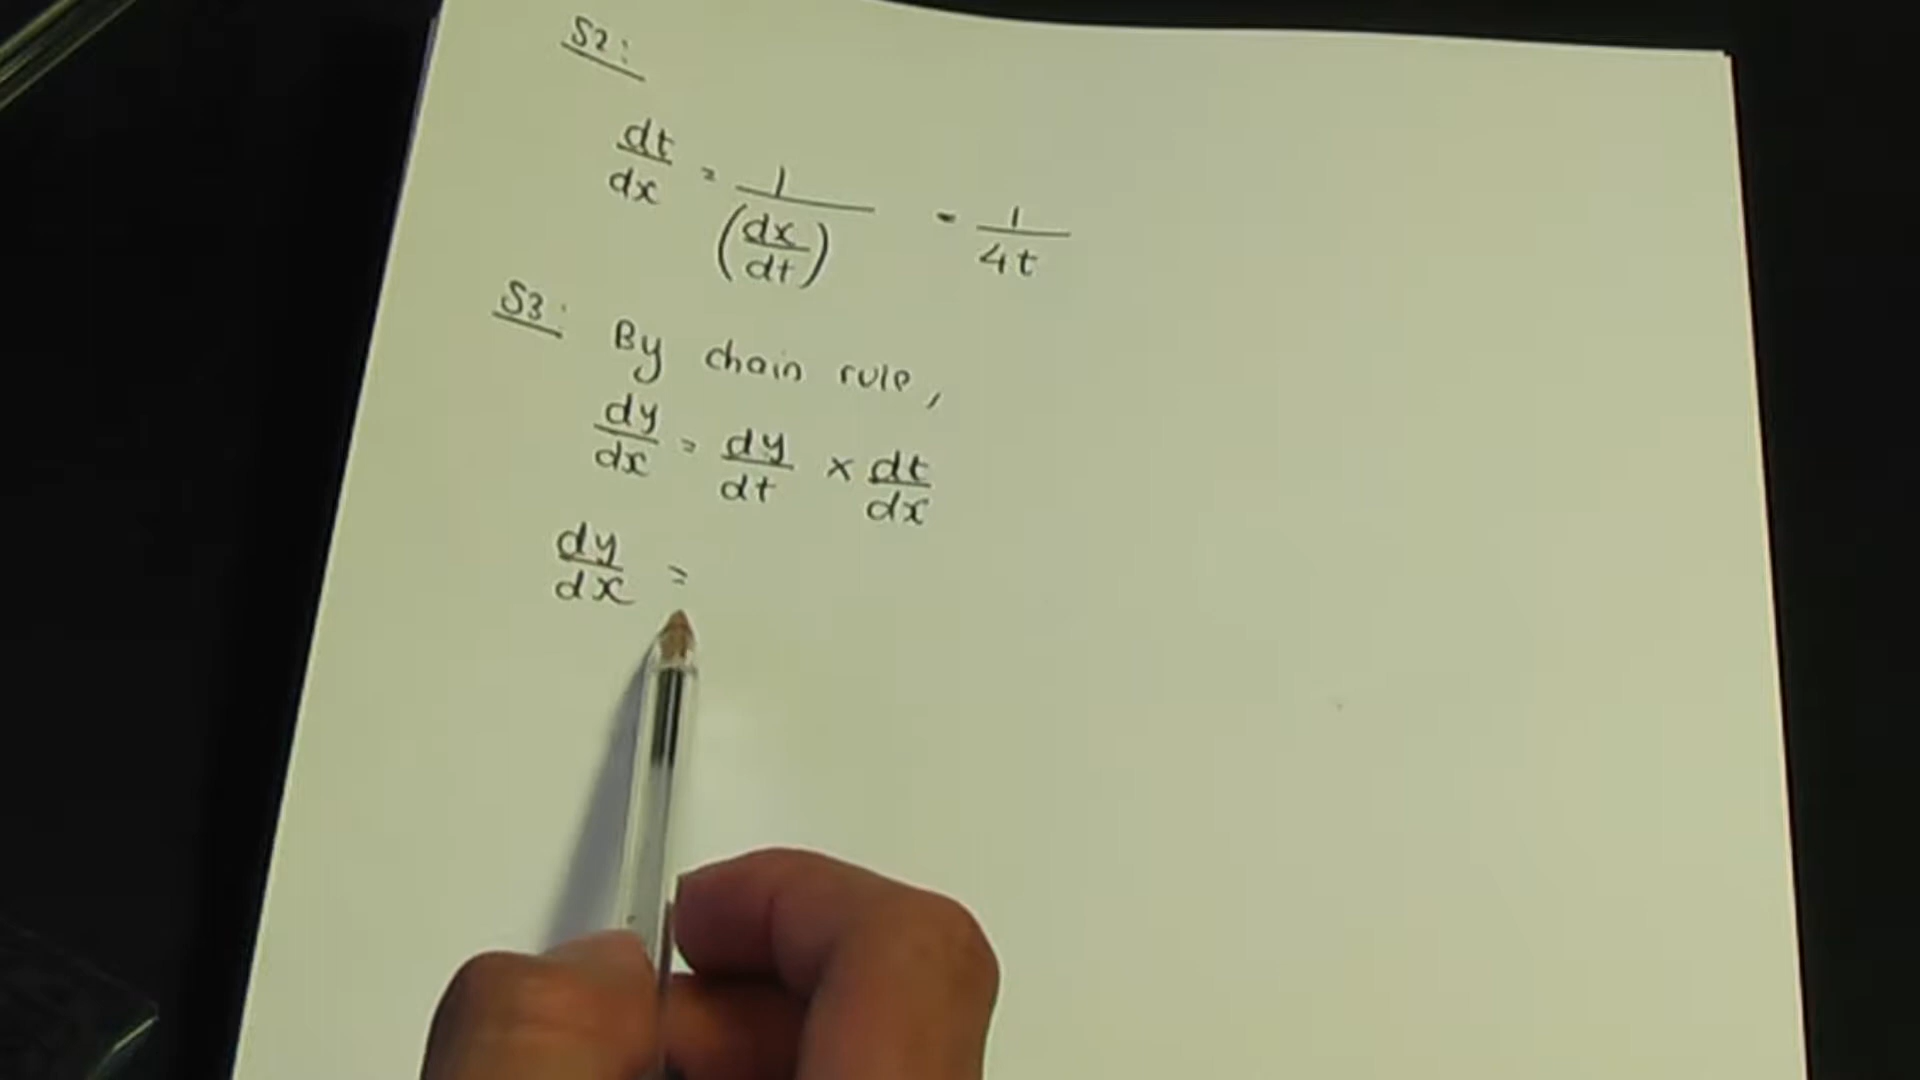 S2:
dt/dx = 1/(dx/dt) = 1/4t
S3: By chain rule,
dy/dx = dy/dt × dt/dx
dy/dx =